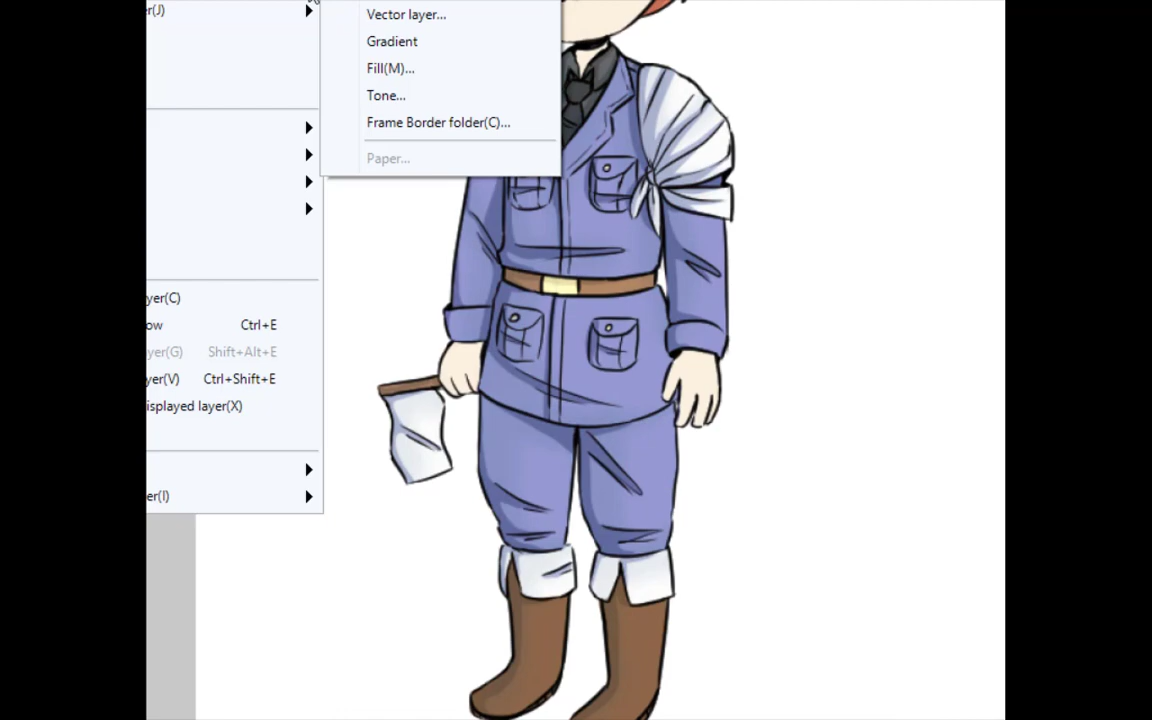 er(J)
Vector layer...
Gradient
Fill(M)...
Tone...
Frame Border folder(C)...
Paper...
yer(C)
ow Ctrl+E
yer(G) Shift+Alt+E
yer(V) Ctrl+Shift+E
isplayed layer(X)
er(I)